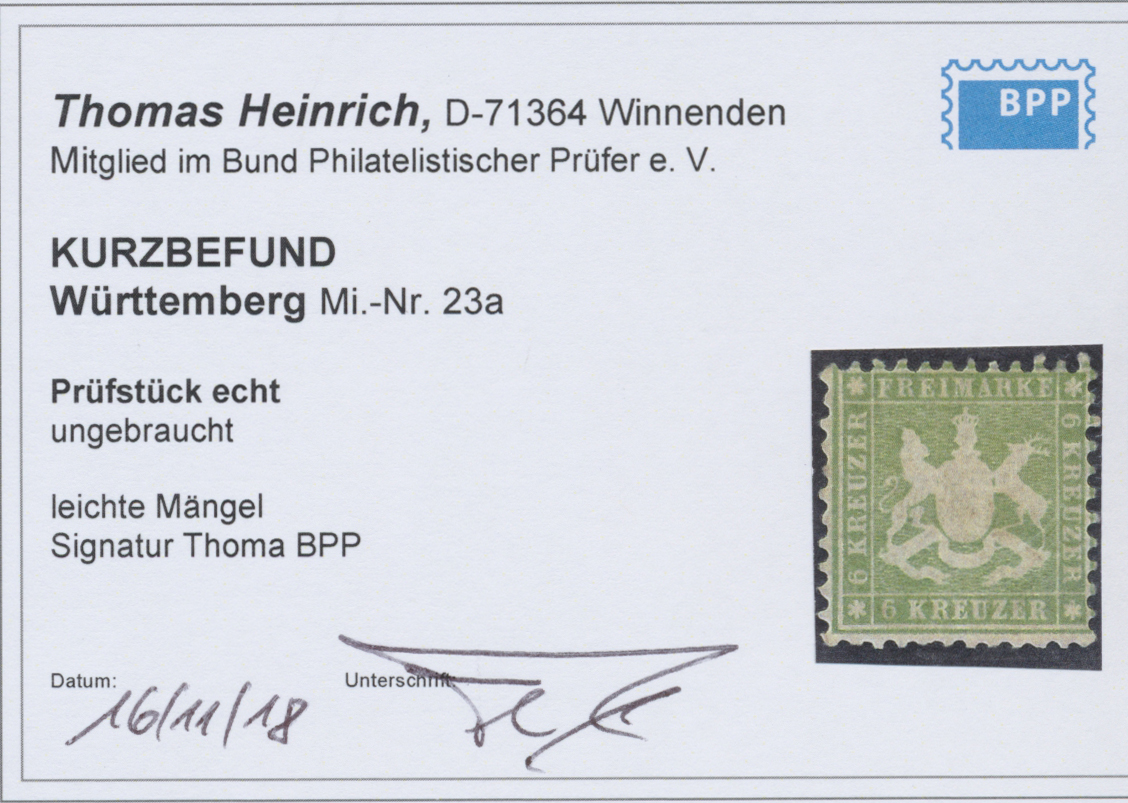 Thomas Heinrich, D-71364 Winnenden
Mitglied im Bund Philatelistischer Prüfer e. V.
BPP
KURZBEFUND
Württemberg Mi.-Nr. 23a
Prüfstück echt
ungebraucht
leichte Mängel
Signatur Thoma BPP
FREIMARKE
6 KREUZER
6 KREUZER
6 KREUZER
Datum:
16/11/18
Unterschrift: